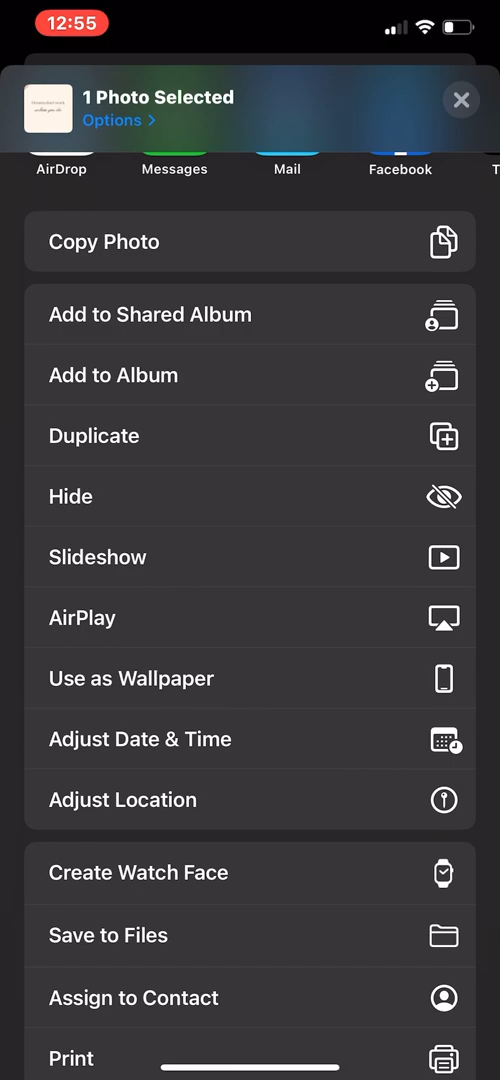 12:55
1 Photo Selected
Options >
AirDrop
Messages
Mail
Facebook
Copy Photo
Add to Shared Album
Add to Album
Duplicate
Hide
Slideshow
AirPlay
Use as Wallpaper
Adjust Date & Time
Adjust Location
Create Watch Face
Save to Files
Assign to Contact
Print